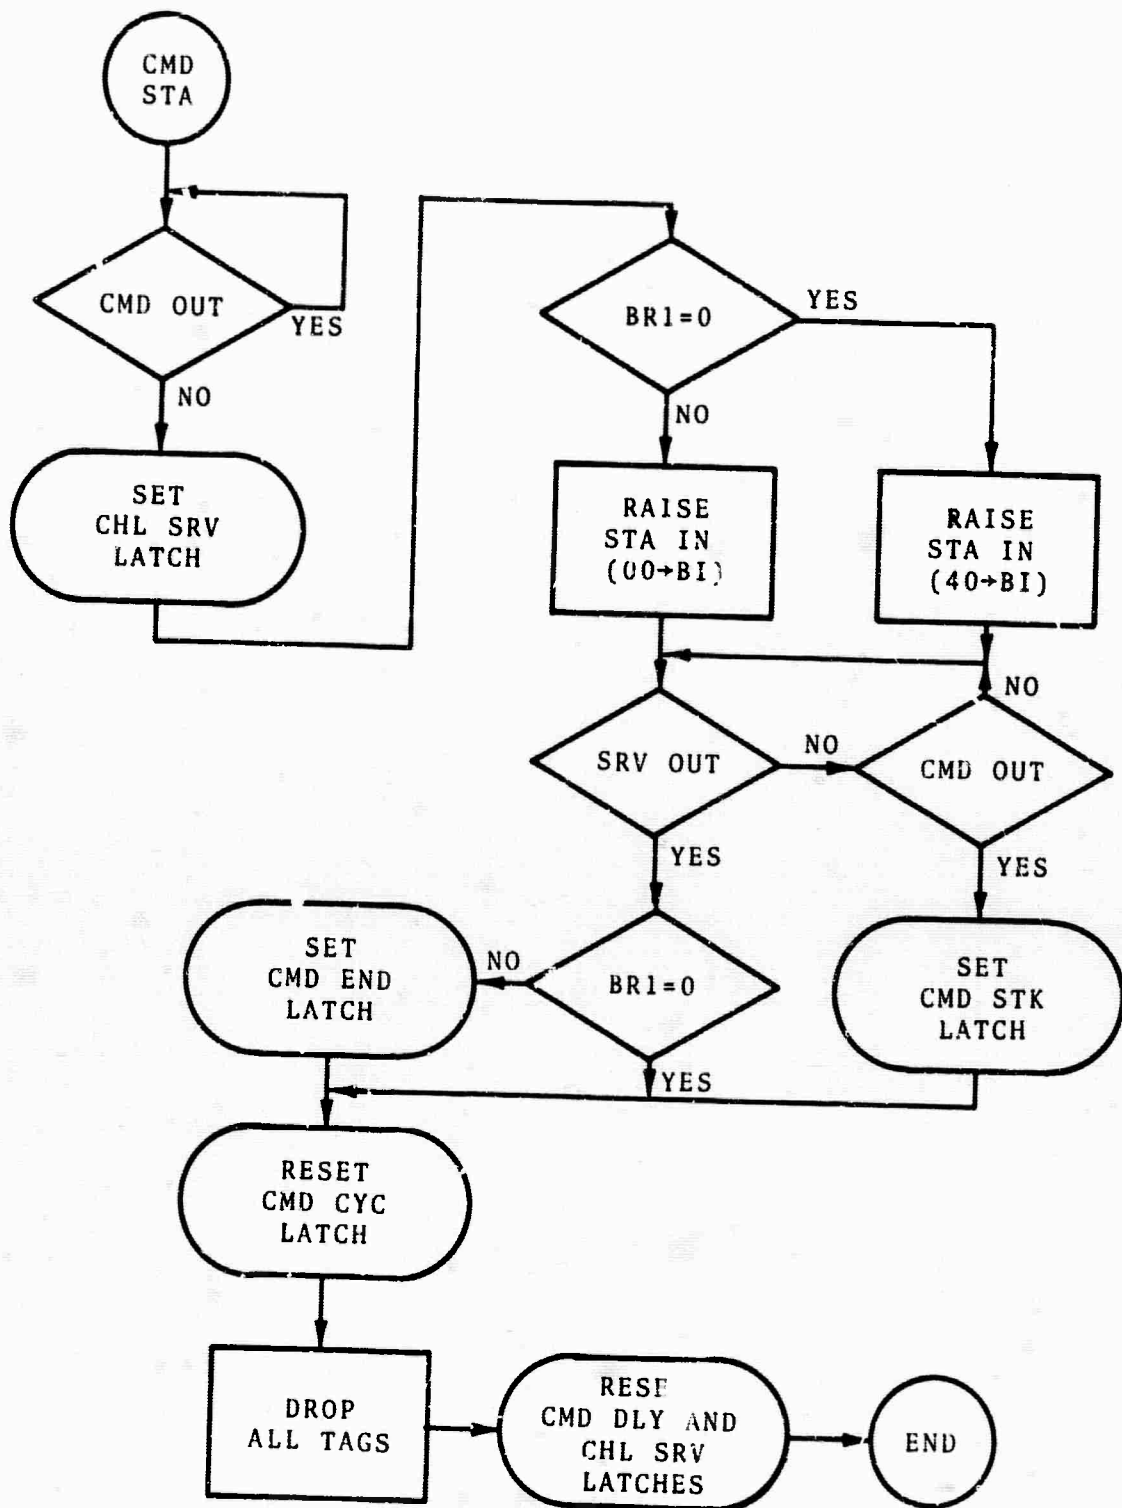 CMD
STA
CMD OUT
YES
NO
SET
CHL SRV
LATCH
BR1=0
YES
NO
RAISE
STA IN
(00→BI)
RAISE
STA IN
(40→BI)
NO
SRV OUT
NO
CMD OUT
YES
YES
SET
CMD END
LATCH
NO
BR1=0
SET
CMD STK
LATCH
YES
RESET
CMD CYC
LATCH
DROP
ALL TAGS
CMD DLY AND
CHL SRV
LATCHES
END